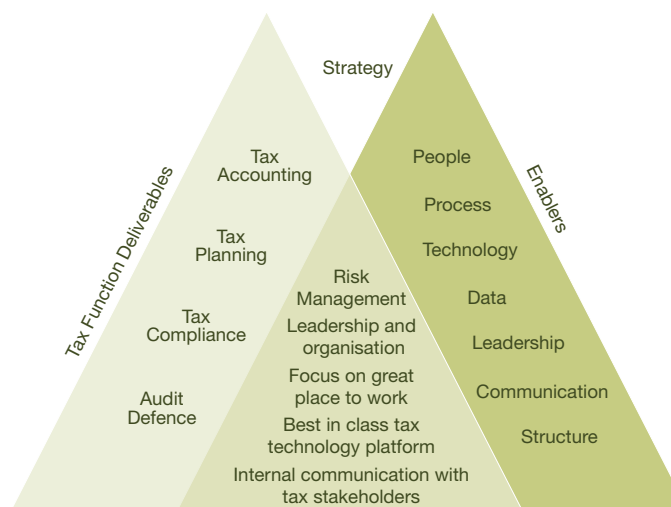 Strategy
Tax Function Deliverables
Tax
Accounting
Tax
Planning
Tax
Compliance
Audit
Defence
Risk
Management
Leadership and
organisation
Focus on great
place to work
Best in class tax
technology platform
Internal communication with
tax stakeholders
People
Process
Technology
Data
Leadership
Communication
Structure
Enablers